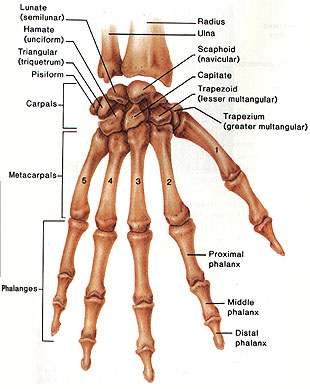 Lunate
(semilunar)
Hamate
(unciform)
Triangular
(triquetrum)
Pisiform
Carpals
Metacarpals
Phalanges
Radius
Ulna
Scaphoid
(navicular)
Capitate
Trapezoid
(lesser multangular)
Trapezium
(greater multangular)
1
5
4
3
2
Proximal
phalanx
Middle
phalanx
Distal
phalanx